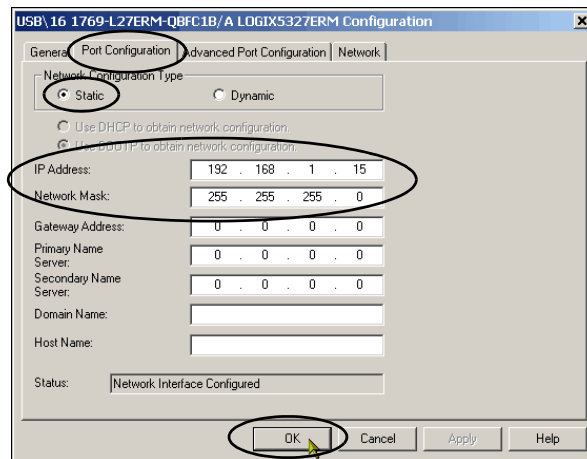 USB\16 1769-L27ERM-QBFC1B/A LOGIX5327ERM Configuration
General Port Configuration Advanced Port Configuration Network
Network Configuration Type
Static Dynamic
Use DHCP to obtain network configuration.
Use BOOTP to obtain network configuration.
IP Address: 192 . 168 . 1 . 15
Network Mask: 255 . 255 . 255 . 0
Gateway Address: 0 . 0 . 0 . 0
Primary Name
Server: 0 . 0 . 0 . 0
Secondary Name
Server: 0 . 0 . 0 . 0
Domain Name:
Host Name:
Status: Network Interface Configured
OK Cancel Apply Help